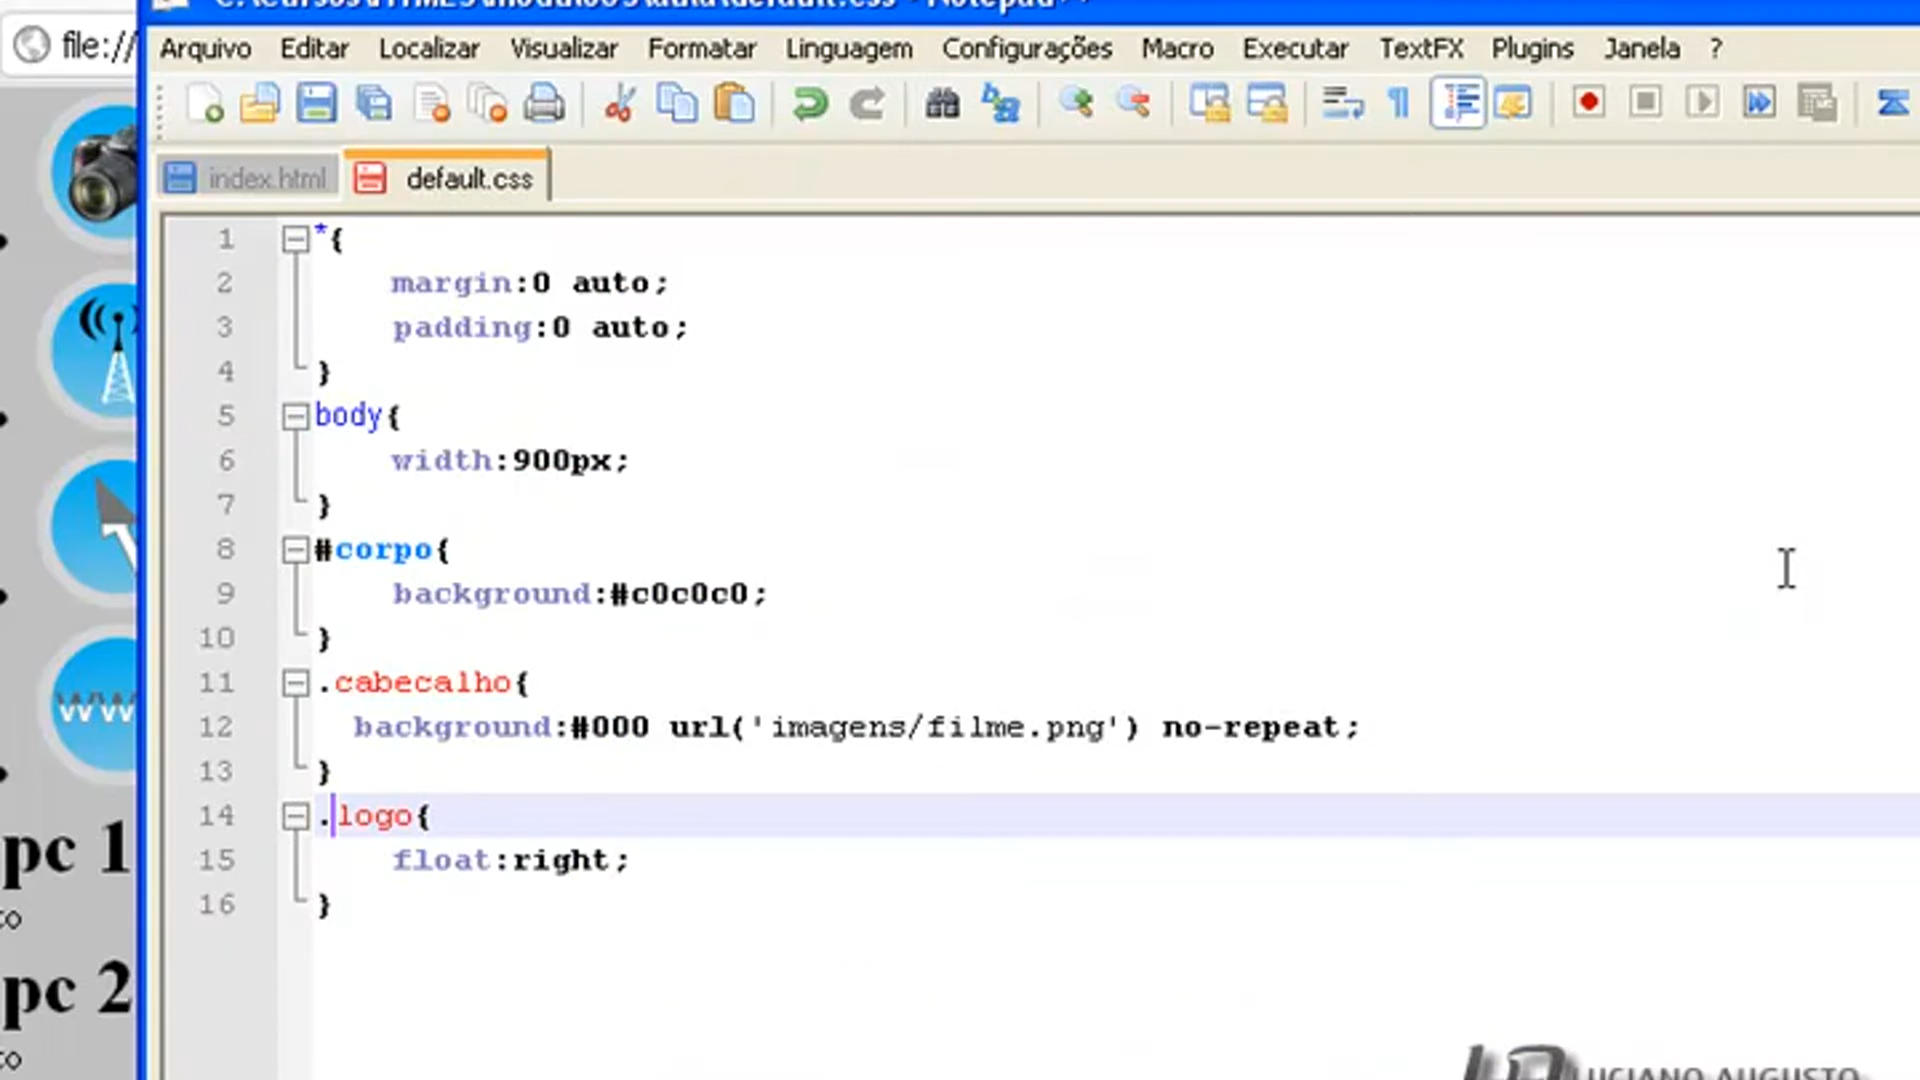 file://
Arquivo Editar Localizar Visualizar Formatar Linguagem Configurações Macro Executar TextFX Plugins Janela ?
index.html default.css
1 *{
2 margin:0 auto;
3 padding:0 auto;
4 }
5 body{
6 width:900px;
7 }
8 #corpo{
9 background:#c0c0c0;
10 }
11 .cabecalho{
12 background:#000 url('imagens/filme.png') no-repeat;
13 }
14 .logo{
15 float:right;
16 }
pc 1
pc 2
LUCIANO AUGUSTO